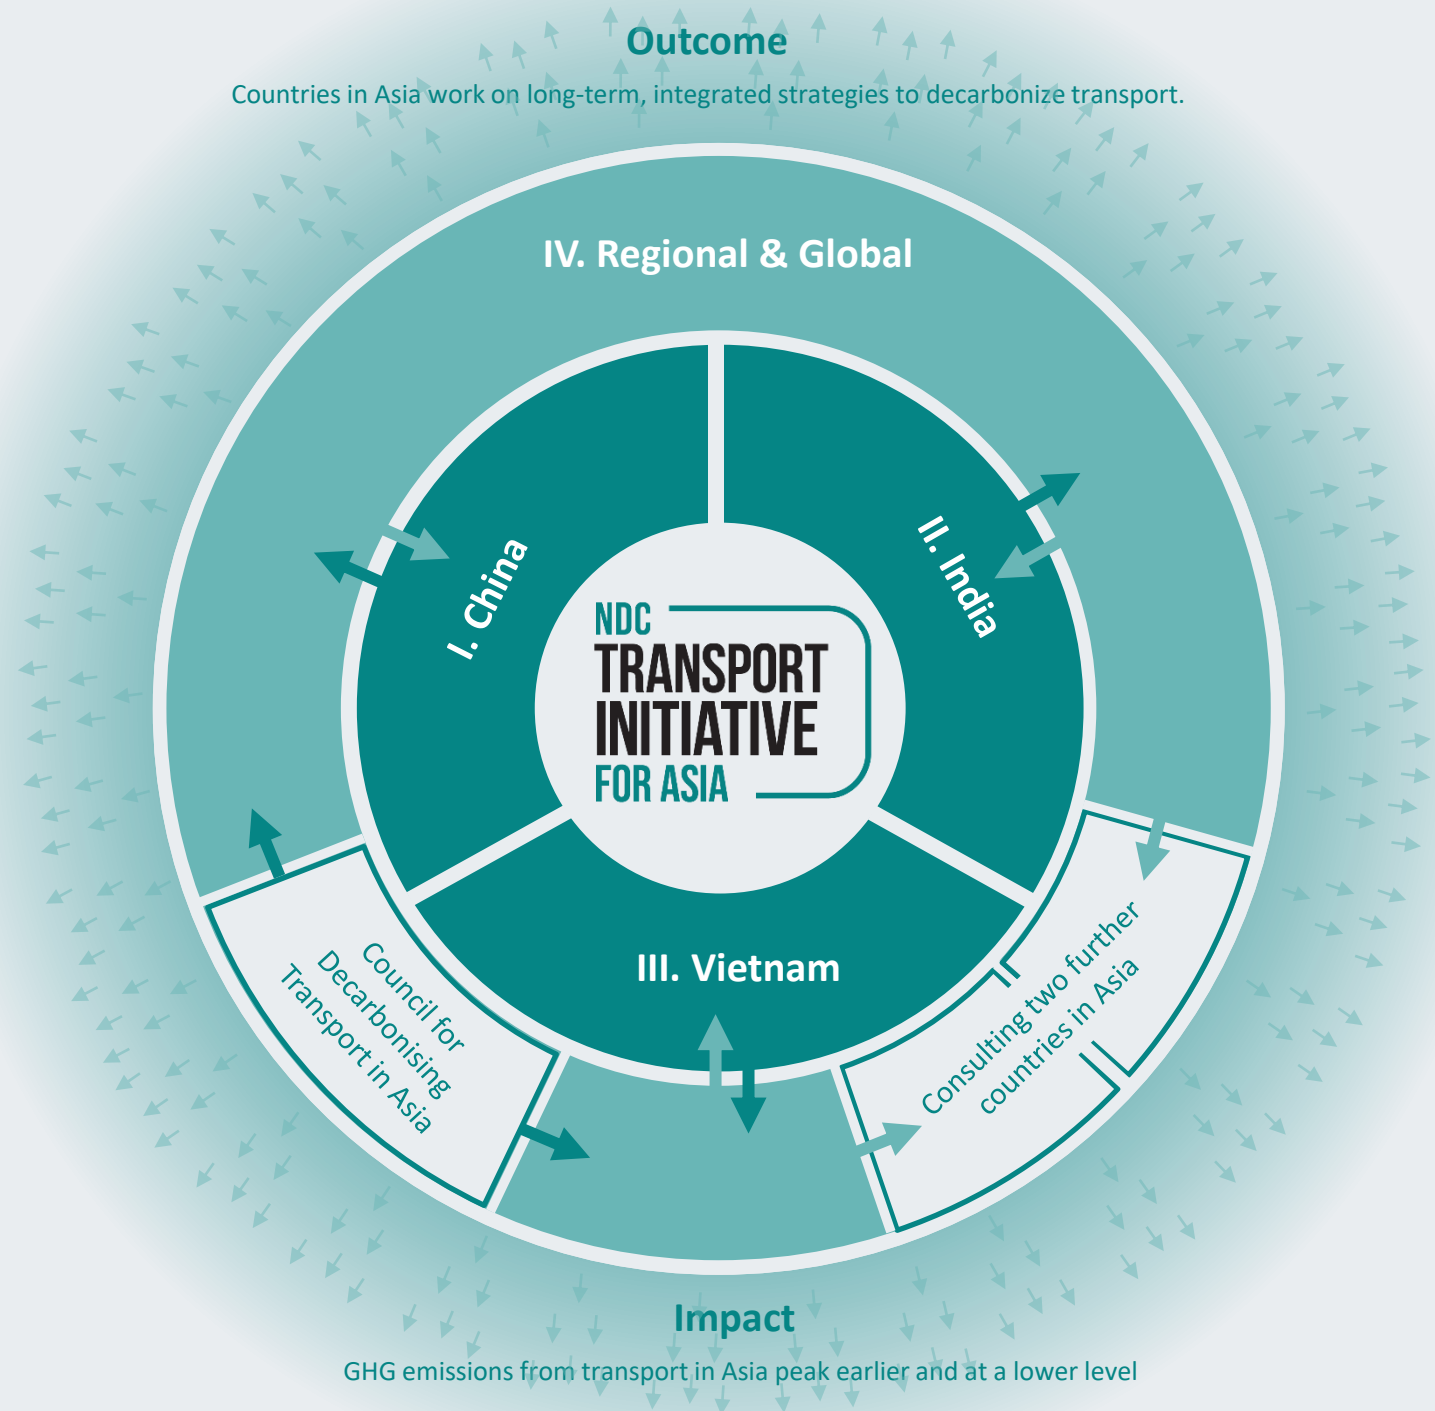 Outcome
Countries in Asia work on long-term, integrated strategies to decarbonize transport.
IV. Regional & Global
I. China
II. India
NDC
TRANSPORT
INITIATIVE
FOR ASIA
III. Vietnam
Council for
Decarbonising
Transport in Asia
Consulting two further
countries in Asia
Impact
GHG emissions from transport in Asia peak earlier and at a lower level